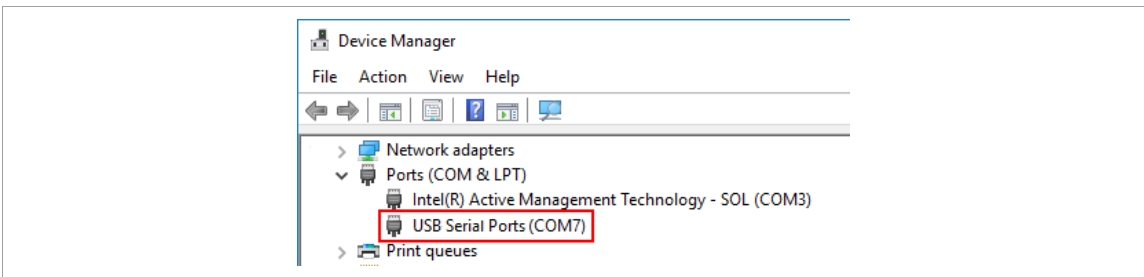 Device Manager
File Action View Help
Network adapters
Ports (COM & LPT)
Intel(R) Active Management Technology - SOL (COM3)
USB Serial Ports (COM7)
Print queues